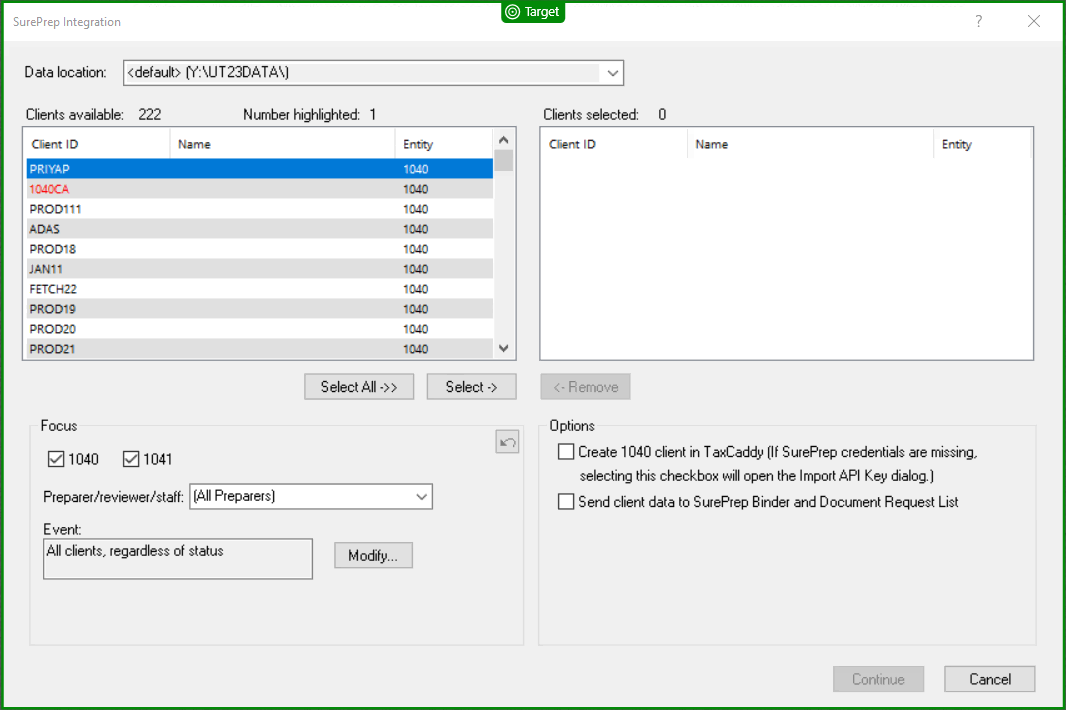 Target
SurePrep Integration ?
Data location: <default> (Y:\UT23DATA\)
Clients available: 222 Number highlighted: 1 Clients selected: 0
Client ID Name Entity Client ID Name Entity
PRIYAP 1040
1040CA 1040
PROD111 1040
ADAS 1040
PROD18 1040
JAN11 1040
FETCH22 1040
PROD19 1040
PROD20 1040
PROD21 1040
Select All ->> Select -> <- Remove
Focus Options
1040 1041 Create 1040 client in TaxCaddy (If SurePrep credentials are missing,
selecting this checkbox will open the Import API Key dialog.)
Preparer/reviewer/staff: (All Preparers) Send client data to SurePrep Binder and Document Request List
Event:
All clients, regardless of status Modify...
Continue Cancel